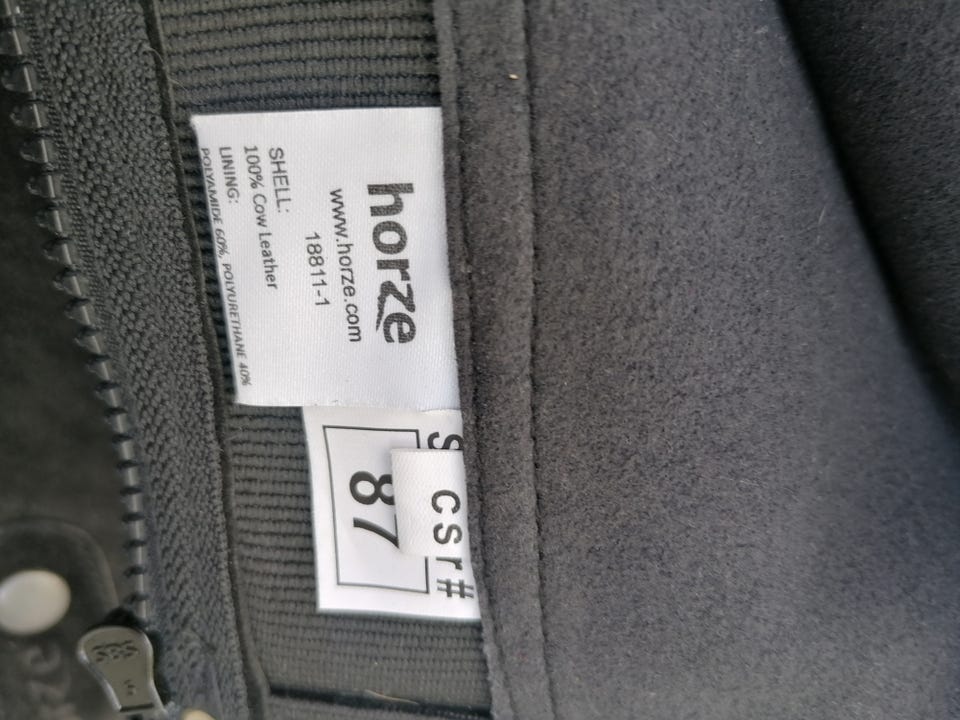 horze
www.horze.com
18811-1
SHELL:
100% Cow Leather
LINING:
POLYAMIDE 60%, POLYURETHANE 40%
csr#
87